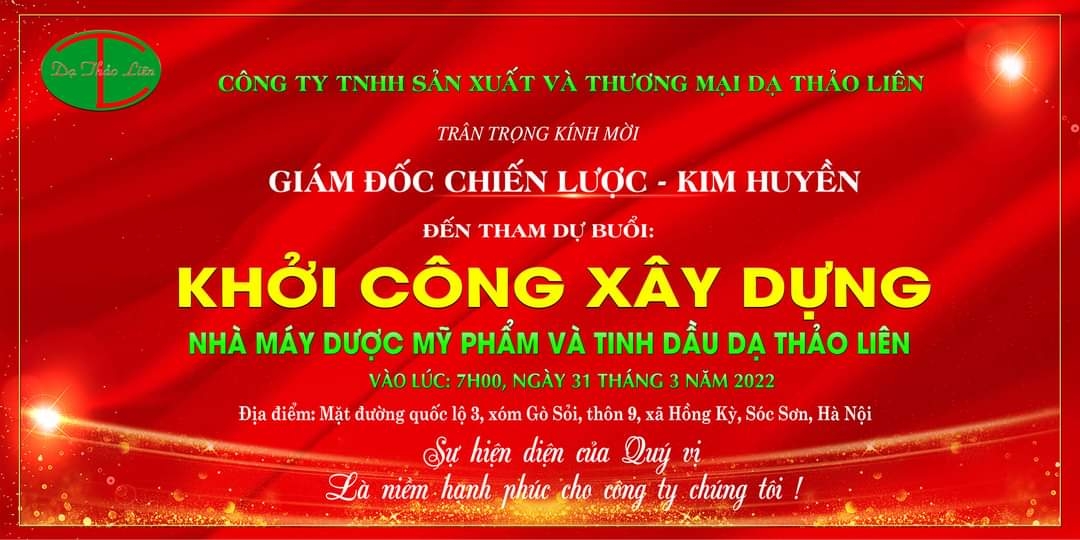 Dạ Thảo Liên
CÔNG TY TNHH SẢN XUẤT VÀ THƯƠNG MẠI DẠ THẢO LIÊN
TRÂN TRỌNG KÍNH MỜI
GIÁM ĐỐC CHIẾN LƯỢC - KIM HUYỀN
ĐẾN THAM DỰ BUỔI:
KHỞI CÔNG XÂY DỰNG
NHÀ MÁY DƯỢC MỸ PHẨM VÀ TINH DẦU DẠ THẢO LIÊN
VÀO LÚC: 7H00, NGÀY 31 THÁNG 3 NĂM 2022
Địa điểm: Mặt đường quốc lộ 3, xóm Gò Sỏi, thôn 9, xã Hồng Kỳ, Sóc Sơn, Hà Nội
Sự hiện diện của Quý vị
Là niềm hạnh phúc cho công ty chúng tôi !